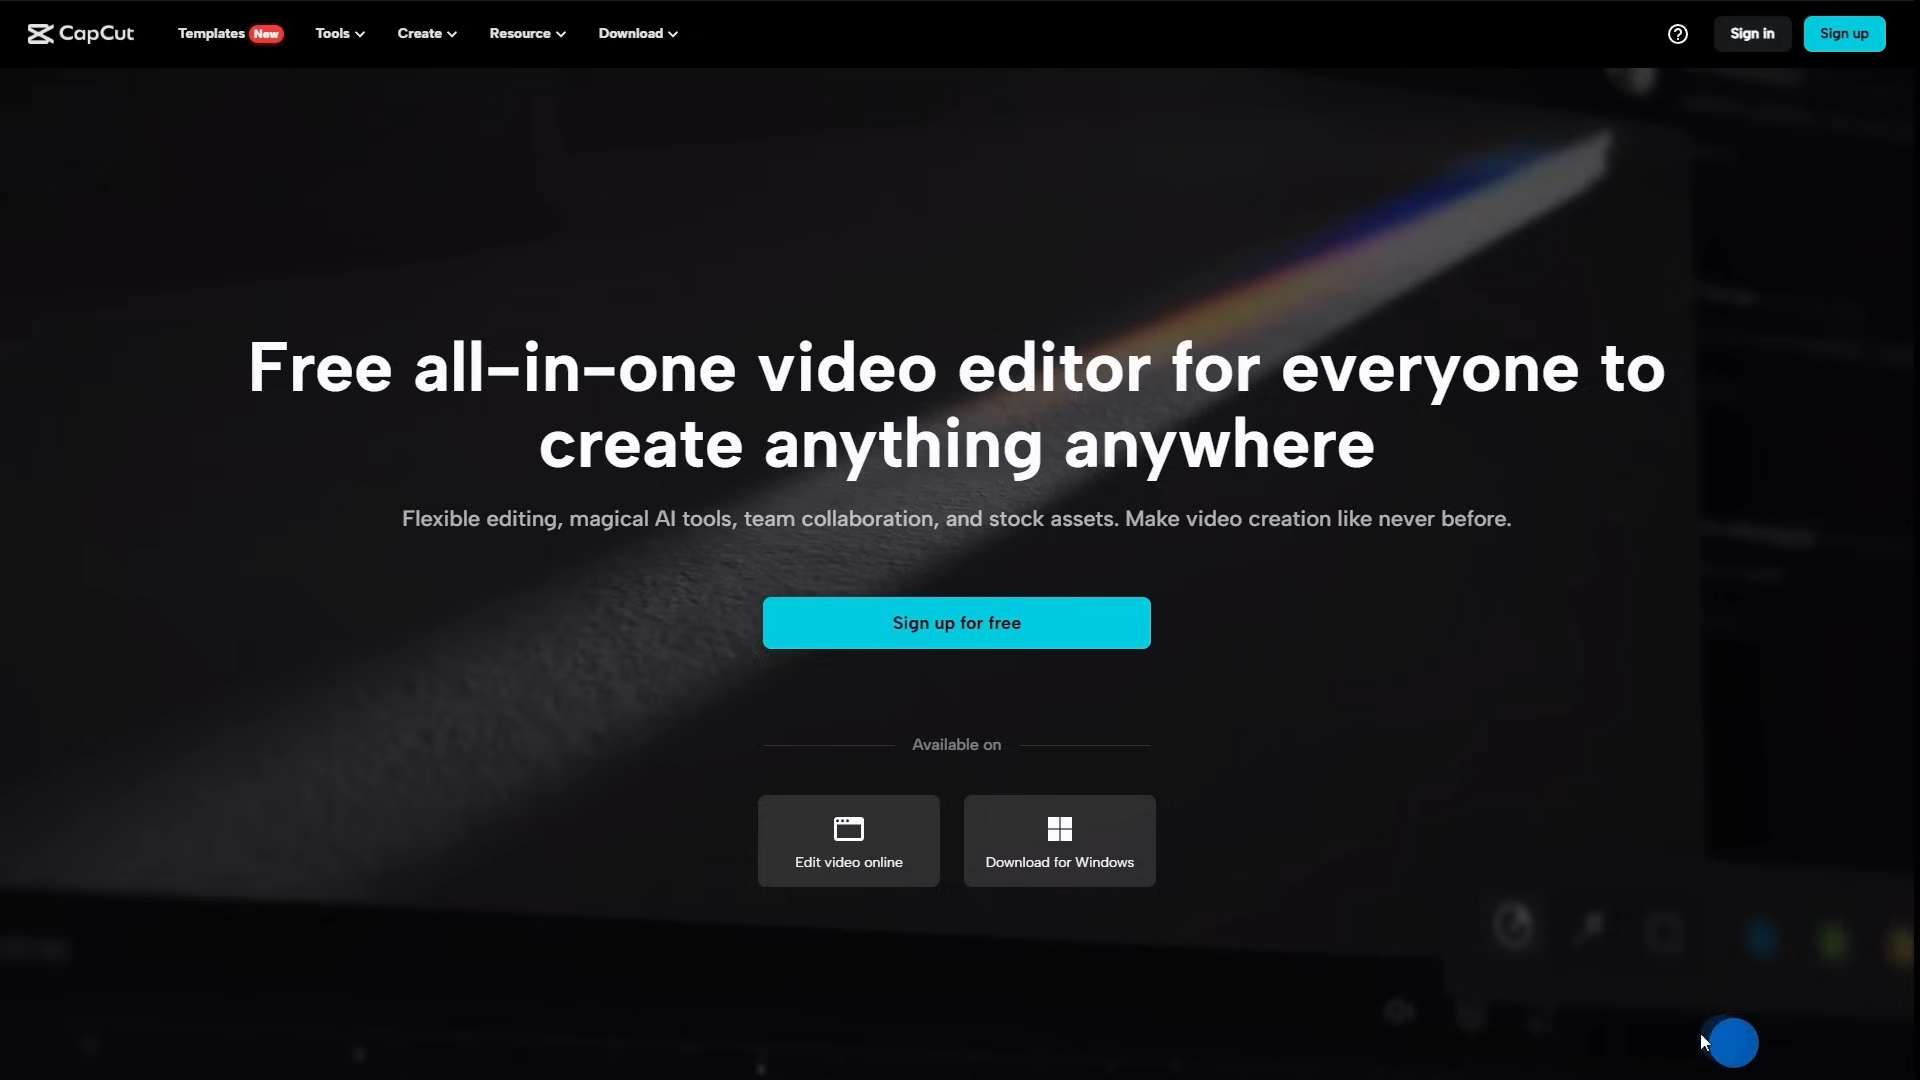 CapCut Templates New Tools Create Resource Download Sign in Sign up
Free all-in-one video editor for everyone to
create anything anywhere
Flexible editing, magical AI tools, team collaboration, and stock assets. Make video creation like never before.
Sign up for free
Available on
Edit video online Download for Windows